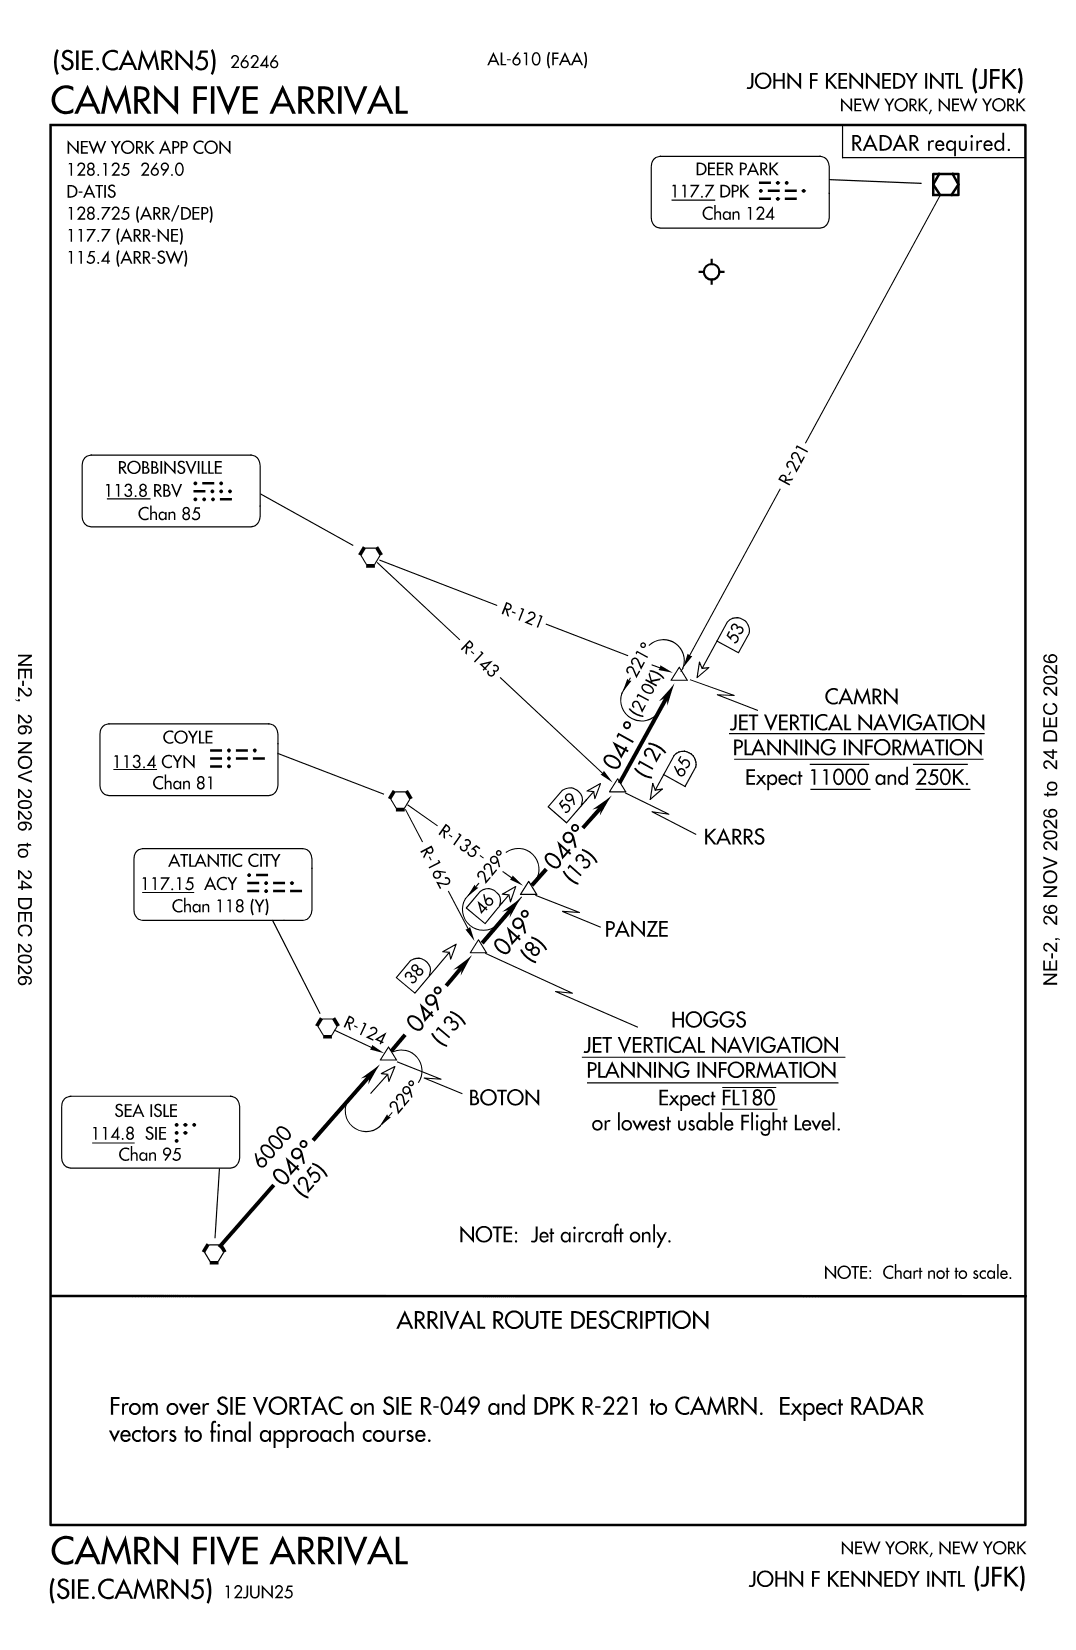 (SIE.CAMRN5) 26246
AL-610 (FAA)
CAMRN FIVE ARRIVAL
JOHN F KENNEDY INTL (JFK)
NEW YORK, NEW YORK
RADAR required.
NEW YORK APP CON
128.125 269.0
D-ATIS
128.725 (ARR/DEP)
117.7 (ARR-NE)
115.4 (ARR-SW)
DEER PARK
117.7 DPK
Chan 124
R-221
ROBBINSVILLE
113.8 RBV
Chan 85
R-121
R-143
53
221°
(210K)
CAMRN
JET VERTICAL NAVIGATION
PLANNING INFORMATION
Expect 11000 and 250K.
041°
(12)
65
59
KARRS
COYLE
113.4 CYN
Chan 81
R-135
R-162
049°
(13)
229°
46
PANZE
ATLANTIC CITY
117.15 ACY
Chan 118 (Y)
049°
(8)
38
HOGGS
JET VERTICAL NAVIGATION
PLANNING INFORMATION
Expect FL180
or lowest usable Flight Level.
R-124
049°
(13)
229°
BOTON
SEA ISLE
114.8 SIE
Chan 95
6000
049°
(25)
NOTE: Jet aircraft only.
NOTE: Chart not to scale.
NE-2, 26 NOV 2026 to 24 DEC 2026
NE-2, 26 NOV 2026 to 24 DEC 2026
ARRIVAL ROUTE DESCRIPTION
From over SIE VORTAC on SIE R-049 and DPK R-221 to CAMRN. Expect RADAR
vectors to final approach course.
CAMRN FIVE ARRIVAL
(SIE.CAMRN5) 12JUN25
NEW YORK, NEW YORK
JOHN F KENNEDY INTL (JFK)